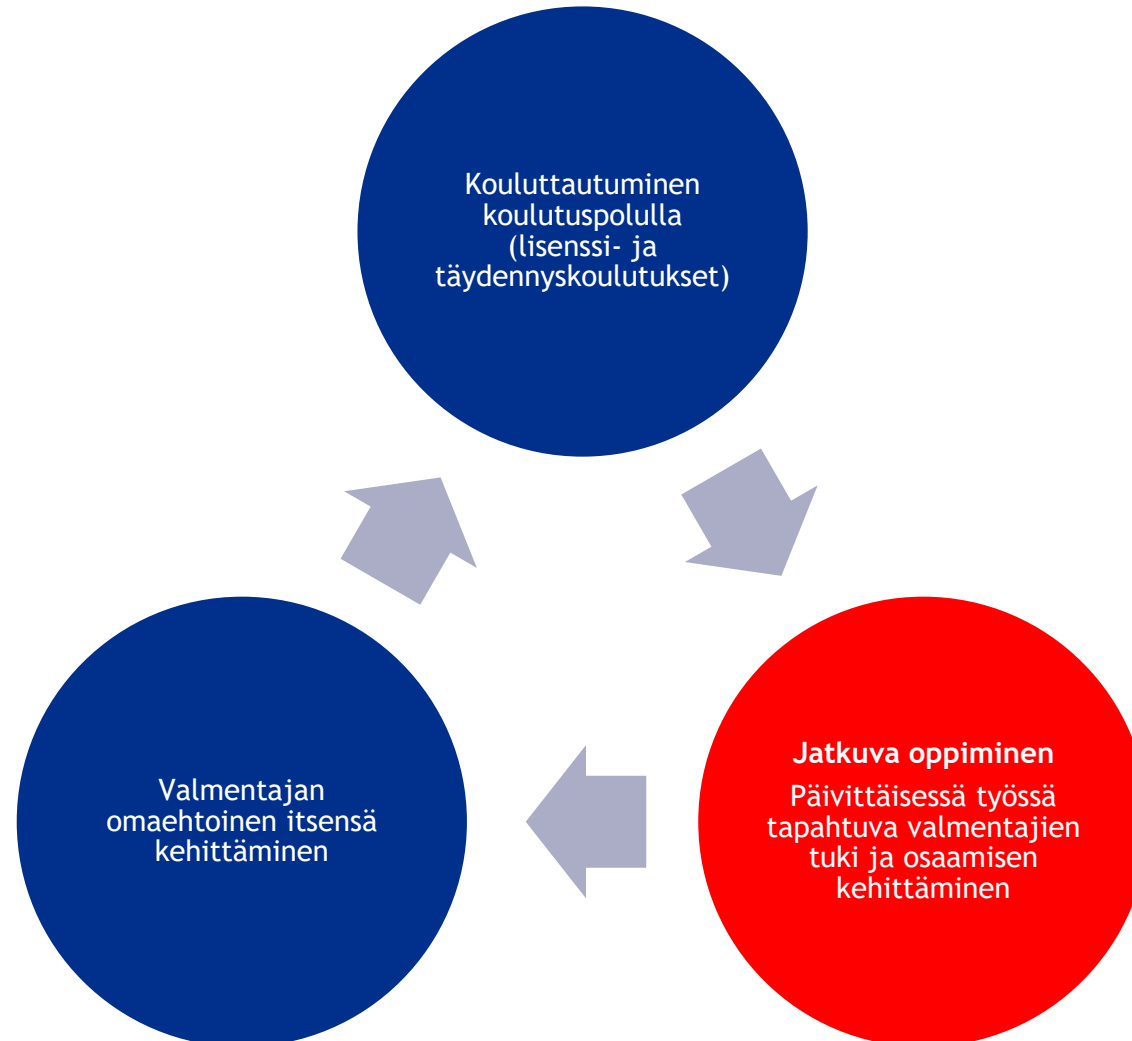 Kouluttautuminen
koulutuspolulla
(lisenssi- ja
täydennyskoulutukset)
Jatkuva oppiminen
Päivittäisessä työssä
tapahtuva valmentajien
tuki ja osaamisen
kehittäminen
Valmentajan
omaehtoinen itsensä
kehittäminen